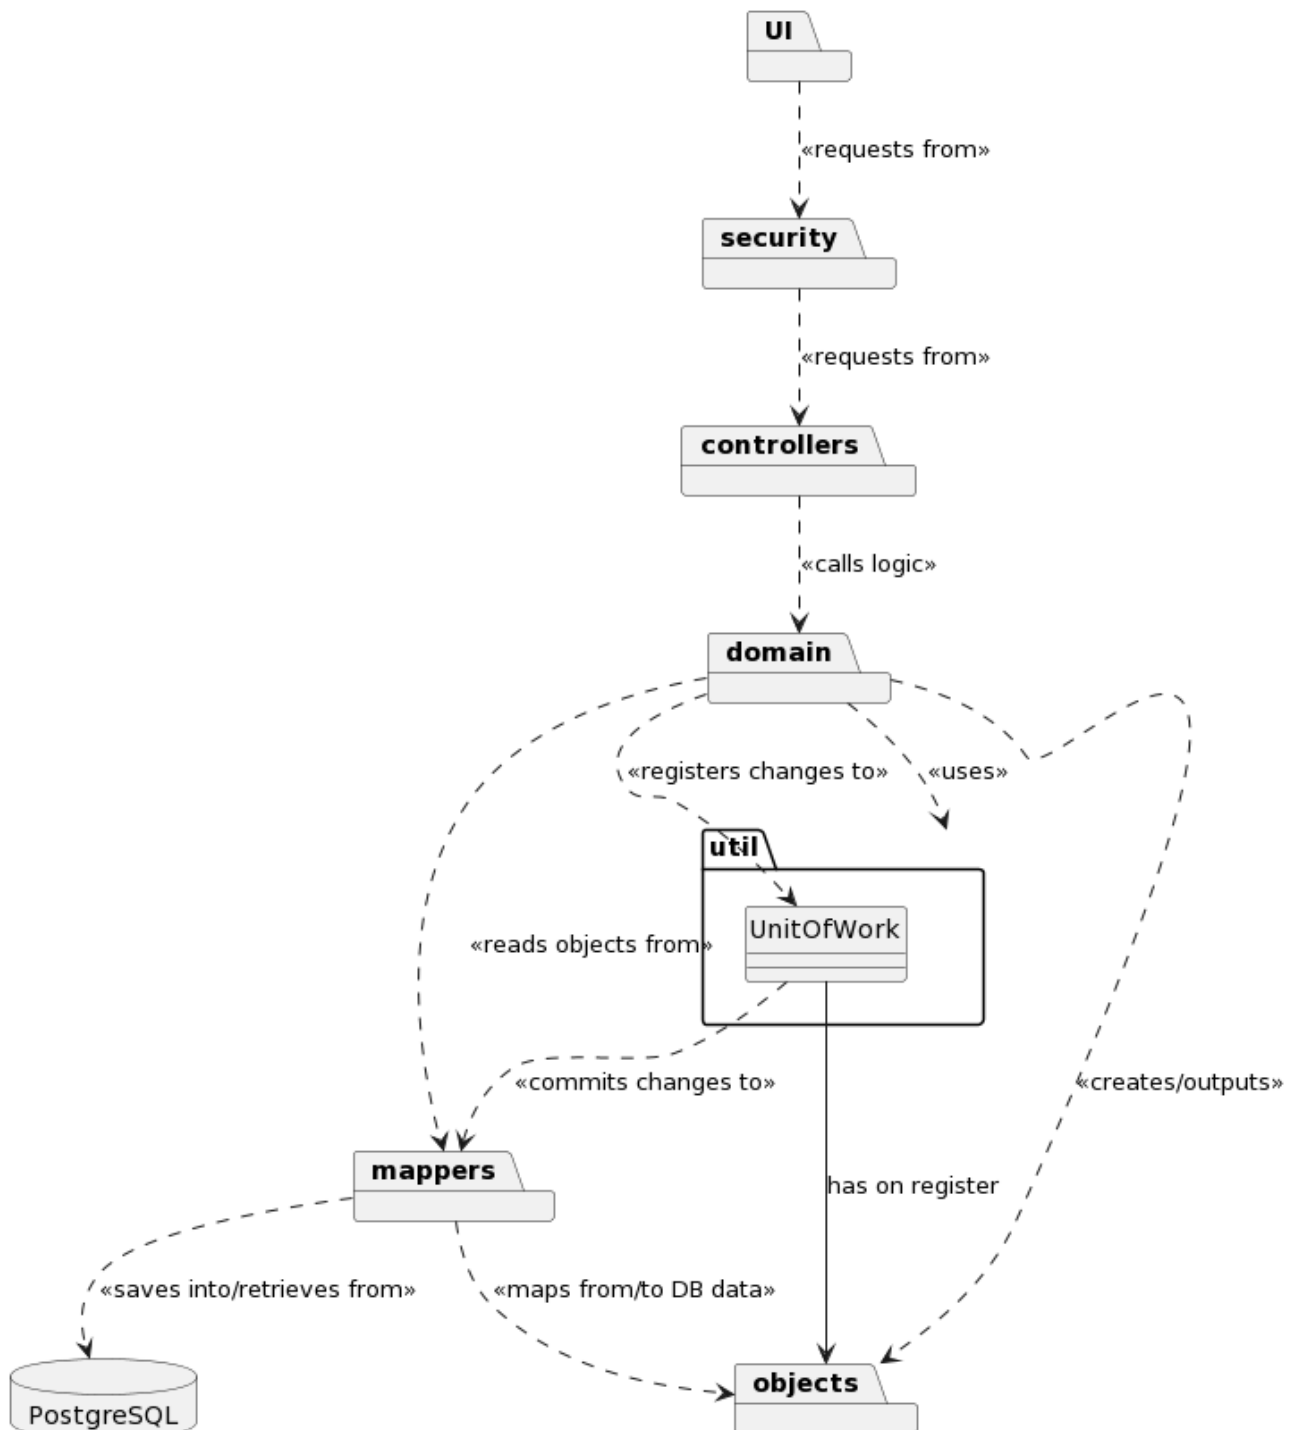 UI
«requests from»
security
«requests from»
controllers
«calls logic»
domain
«registers changes to»
«uses»
util
UnitOfWork
«reads objects from»
«commits changes to»
«creates/outputs»
mappers
has on register
«saves into/retrieves from»
«maps from/to DB data»
objects
PostgreSQL